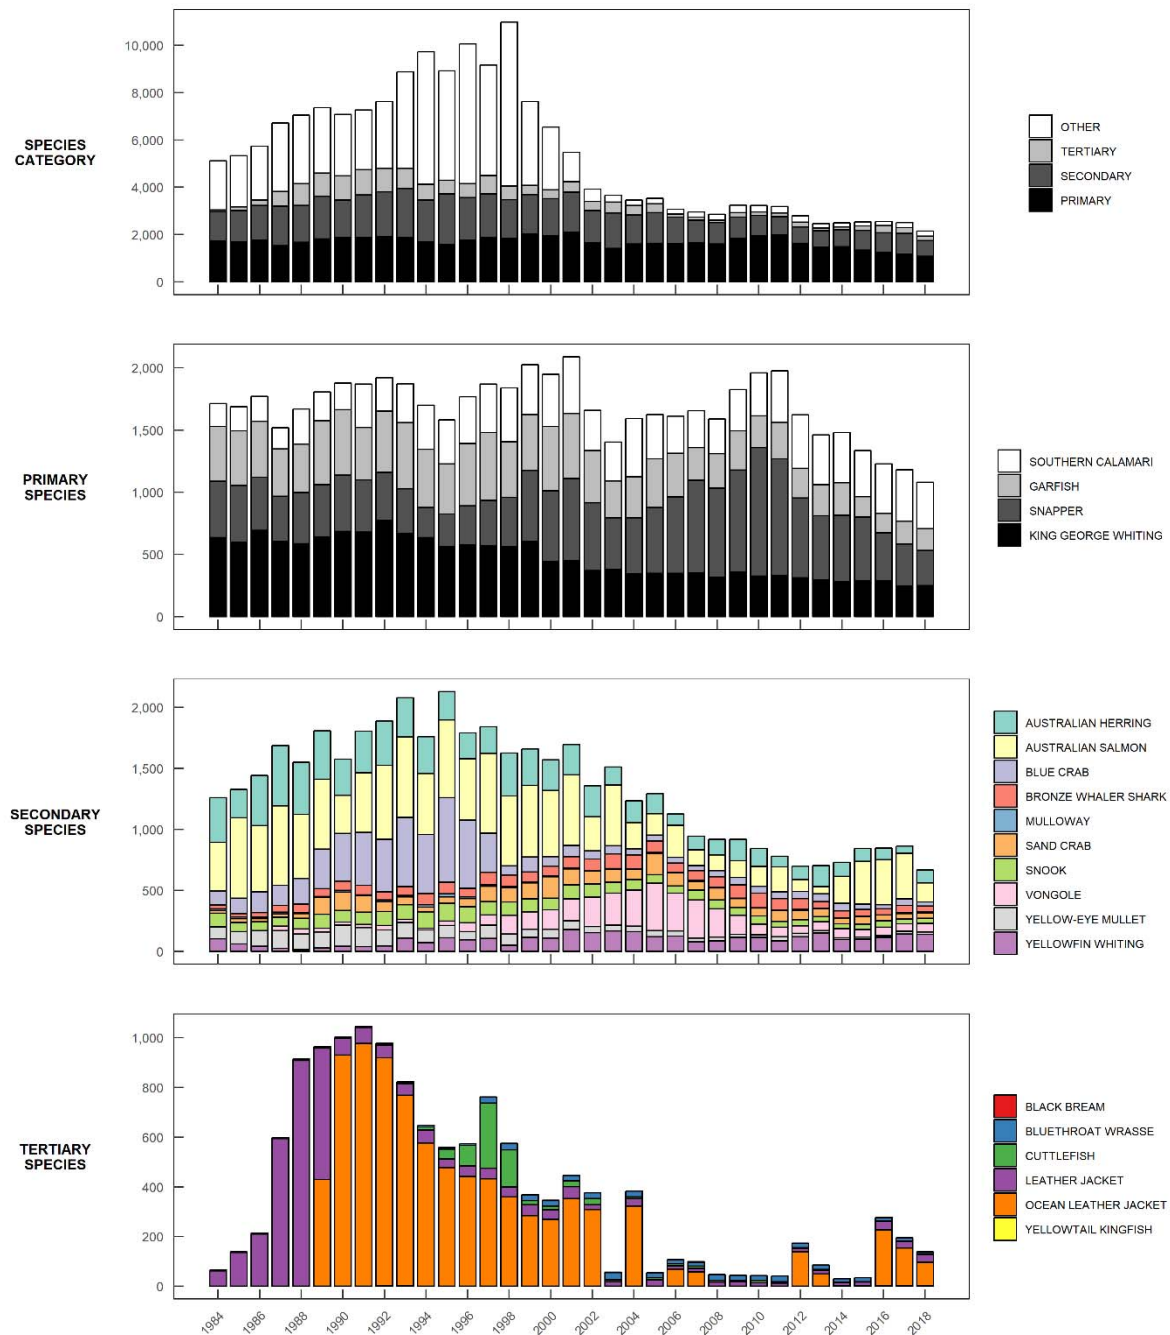 10,000
8,000
6,000
4,000
2,000
0
SPECIES
CATEGORY
OTHER
TERTIARY
SECONDARY
PRIMARY
2,000
1,500
1,000
500
0
PRIMARY
SPECIES
SOUTHERN CALAMARI
GARFISH
SNAPPER
KING GEORGE WHITING
2,000
1,500
1,000
500
0
SECONDARY
SPECIES
AUSTRALIAN HERRING
AUSTRALIAN SALMON
BLUE CRAB
BRONZE WHALER SHARK
MULLOWAY
SAND CRAB
SNOOK
VONGOLE
YELLOW-EYE MULLET
YELLOWFIN WHITING
1,000
800
600
400
200
0
TERTIARY
SPECIES
BLACK BREAM
BLUETHROAT WRASSE
CUTTLEFISH
LEATHER JACKET
OCEAN LEATHER JACKET
YELLOWTAIL KINGFISH
1984 1986 1988 1990 1992 1994 1996 1998 2000 2002 2004 2006 2008 2010 2012 2014 2016 2018